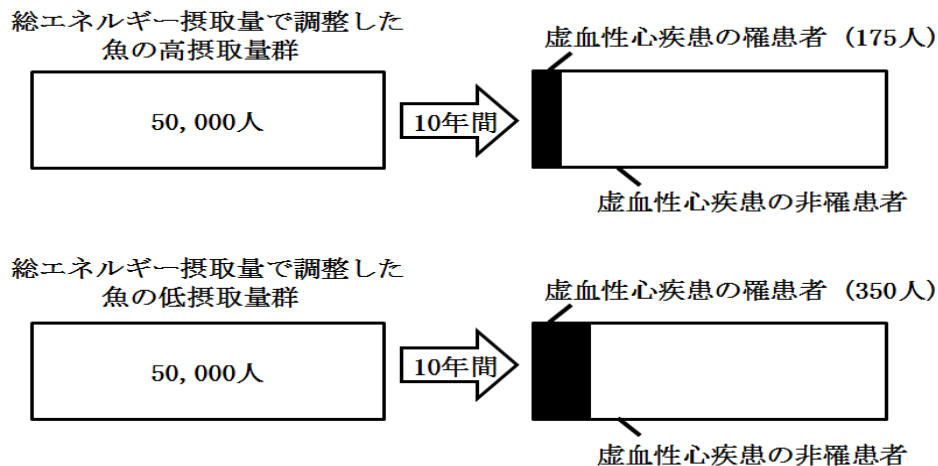 総エネルギー摂取量で調整した
魚の高摂取量群
50,000人
10年間
虚血性心疾患の罹患者 (175人)
虚血性心疾患の非罹患者
総エネルギー摂取量で調整した
魚の低摂取量群
50,000人
10年間
虚血性心疾患の罹患者 (350人)
虚血性心疾患の非罹患者